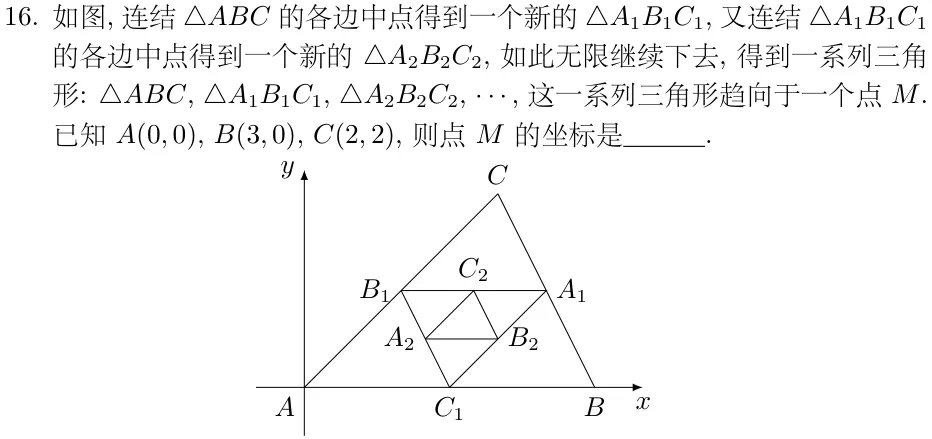 16. 如图, 连结 △ABC 的各边中点得到一个新的 △A₁B₁C₁, 又连结 △A₁B₁C₁
的各边中点得到一个新的 △A₂B₂C₂, 如此无限继续下去, 得到一系列三角
形: △ABC, △A₁B₁C₁, △A₂B₂C₂, ⋯, 这一系列三角形趋向于一个点 M.
已知 A(0,0), B(3,0), C(2,2), 则点 M 的坐标是______.
y
C
C₂
B₁
A₁
A₂
B₂
A
C₁
B
x